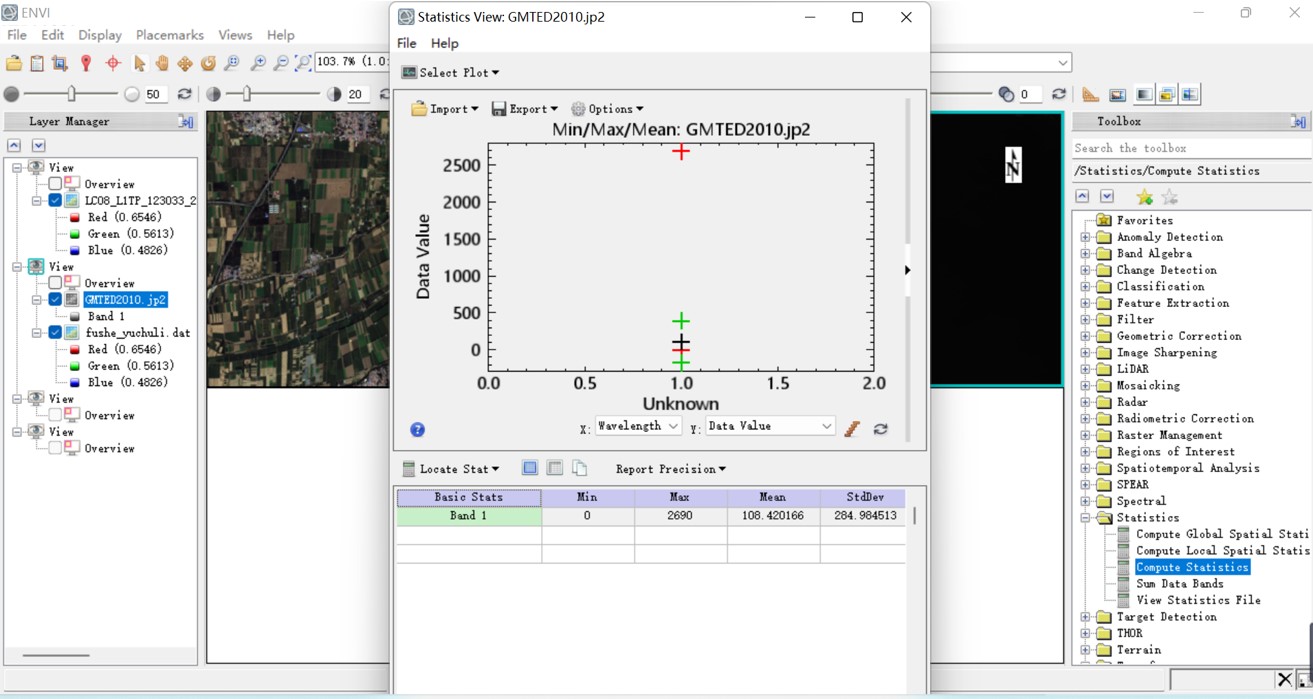 ENVI
File Edit Display Placemarks Views Help
103.7% (1.0:
50
20
0
Layer Manager
View
Overview
LC08_L1TP_123033_2
Red (0.6546)
Green (0.5613)
Blue (0.4826)
View
Overview
GMTED2010.jp2
Band 1
fushe_yuchuli.dat
Red (0.6546)
Green (0.5613)
Blue (0.4826)
View
Overview
View
Overview
Statistics View: GMTED2010.jp2
File Help
Select Plot
Import Export Options
Min/Max/Mean: GMTED2010.jp2
Data Value
2500
2000
1500
1000
500
0
0.0 0.5 1.0 1.5 2.0
Unknown
X: Wavelength Y: Data Value
Locate Stat Report Precision
Basic Stats Min Max Mean StdDev
Band 1 0 2690 108.420166 284.984513
N
Toolbox
Search the toolbox
/Statistics/Compute Statistics
Favorites
Anomaly Detection
Band Algebra
Change Detection
Classification
Feature Extraction
Filter
Geometric Correction
Image Sharpening
LiDAR
Mosaicking
Radar
Radiometric Correction
Raster Management
Regions of Interest
Spatiotemporal Analysis
SPEAR
Spectral
Statistics
Compute Global Spatial Stati
Compute Local Spatial Statis
Compute Statistics
Sum Data Bands
View Statistics File
Target Detection
THOR
Terrain